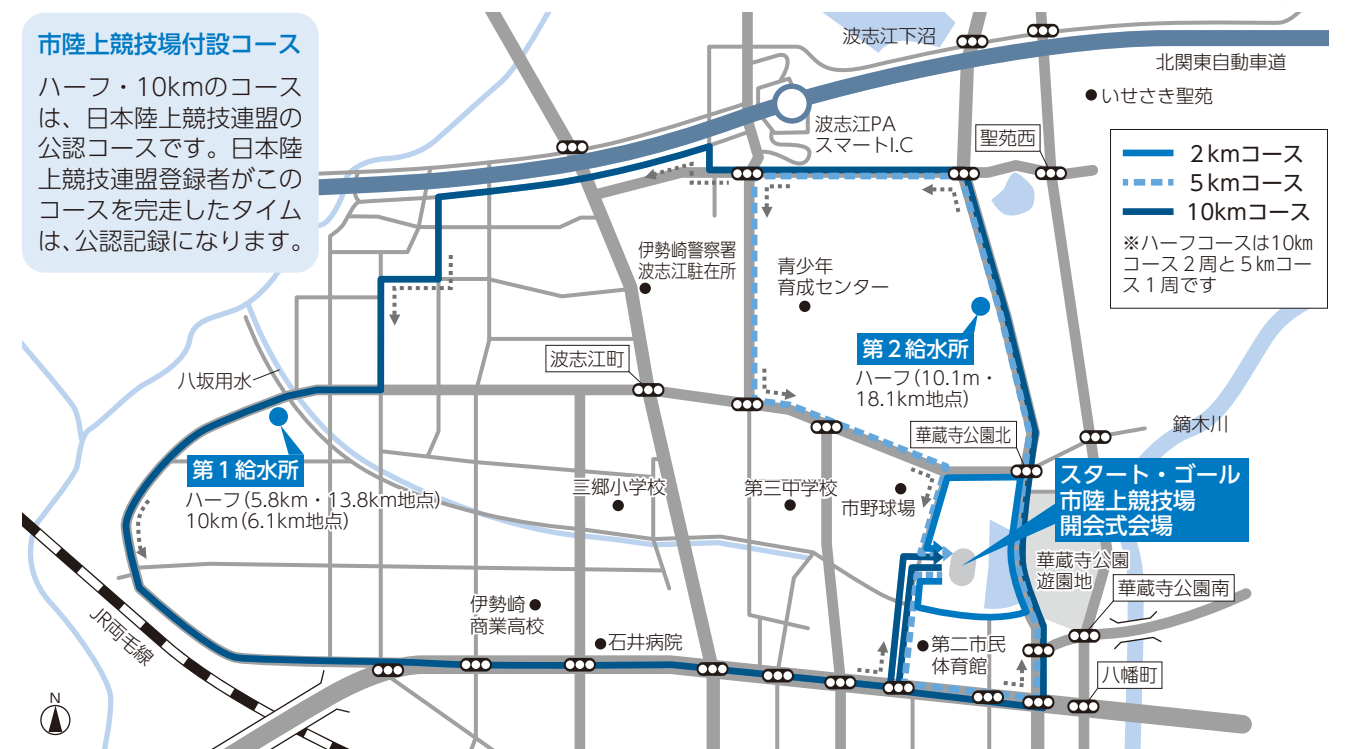 市陸上競技場付設コース
ハーフ・10kmのコース
は、日本陸上競技連盟の
公認コースです。日本陸
上競技連盟登録者がこの
コースを完走したタイム
は、公認記録になります。
波志江下沼
北関東自動車道
いせさき聖苑
波志江PA
スマートI.C
聖苑西
2kmコース
5kmコース
10kmコース
※ハーフコースは10km
コース2周と5kmコー
ス1周です
伊勢崎警察署
波志江駐在所
青少年
育成センター
第2給水所
ハーフ(10.1m・
18.1km地点)
波志江町
八坂用水
華蔵寺公園北
鏑木川
第1給水所
ハーフ(5.8km・13.8km地点)
10km(6.1km地点)
三郷小学校
第三中学校
市野球場
スタート・ゴール
市陸上競技場
開会式会場
華蔵寺公園
遊園地
華蔵寺公園南
JR両毛線
伊勢崎
商業高校
石井病院
第二市民
体育館
八幡町
N